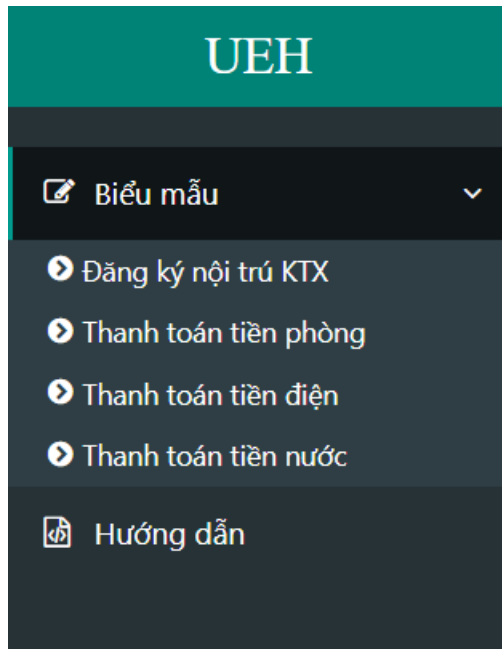 UEH
Biểu mẫu
Đăng ký nội trú KTX
Thanh toán tiền phòng
Thanh toán tiền điện
Thanh toán tiền nước
Hướng dẫn